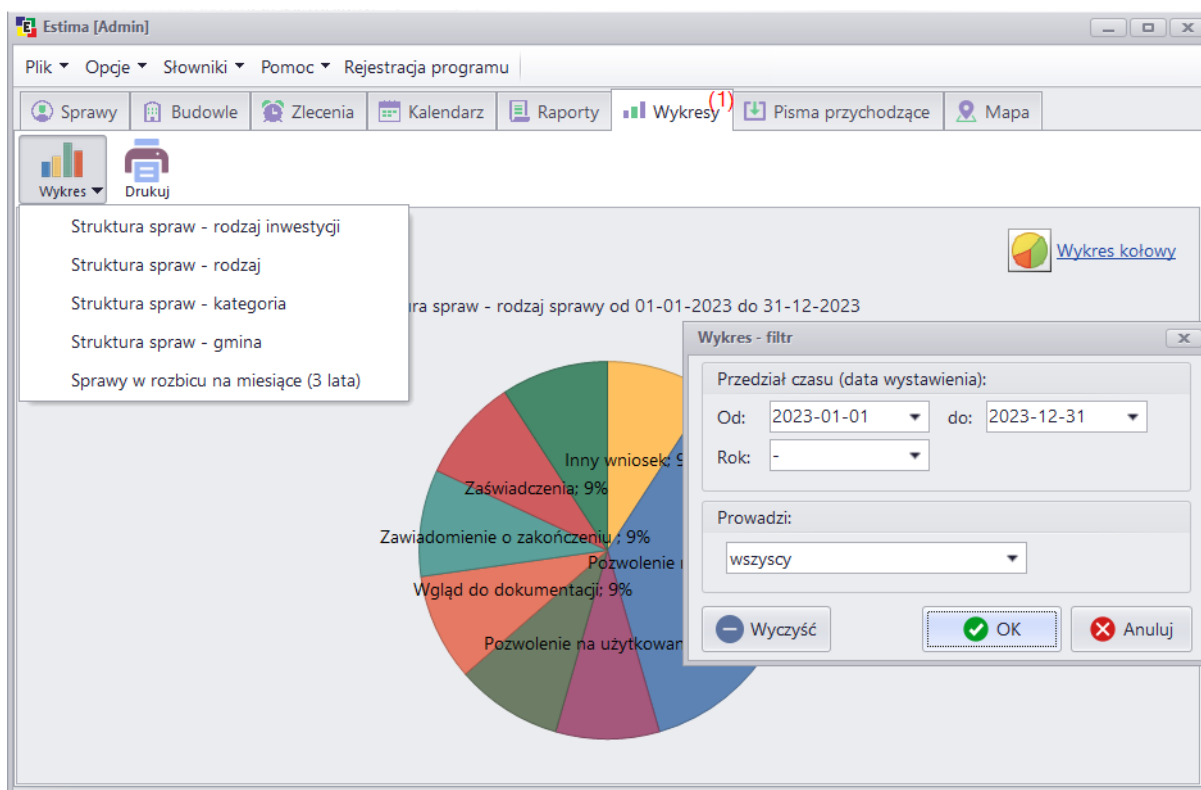 Estima [Admin]
Plik Opcje Słowniki Pomoc Rejestracja programu
Sprawy Budowle Zlecenia Kalendarz Raporty Wykresy (1) Pisma przychodzące Mapa
Wykres Drukuj
Struktura spraw - rodzaj inwestycji
Struktura spraw - rodzaj
Struktura spraw - kategoria
Struktura spraw - gmina
Sprawy w rozbicu na miesiące (3 lata)
Wykres kołowy
spraw - rodzaj sprawy od 01-01-2023 do 31-12-2023
Inny wniosek;
Zaświadczenia; 9%
Zawiadomienie o zakończeniu ; 9%
Pozwolenie
Wgląd do dokumentacji; 9%
Pozwolenie na
Wykres - filtr
Przedział czasu (data wystawienia):
Od: 2023-01-01 do: 2023-12-31
Rok: -
Prowadzi:
wszyscy
Wyczyść OK Anuluj